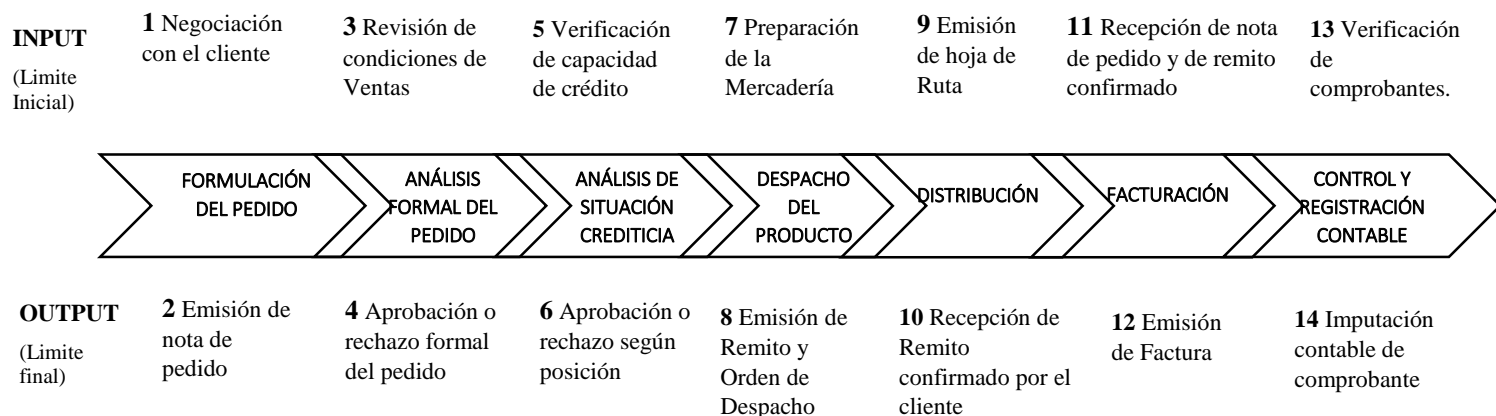 INPUT
(Limite
Inicial)
1 Negociación
con el cliente
3 Revisión de
condiciones de
Ventas
5 Verificación
de capacidad
de crédito
7 Preparación
de la
Mercadería
9 Emisión
de hoja de
Ruta
11 Recepción de nota
de pedido y de remito
confirmado
13 Verificación
de
comprobantes.
FORMULACIÓN
DEL PEDIDO
ANÁLISIS
FORMAL DEL
PEDIDO
ANÁLISIS DE
SITUACIÓN
CREDITICIA
DESPACHO
DEL
PRODUCTO
DISTRIBUCIÓN
FACTURACIÓN
CONTROL Y
REGISTRACIÓN
CONTABLE
OUTPUT
(Limite
final)
2 Emisión de
nota de
pedido
4 Aprobación o
rechazo formal
del pedido
6 Aprobación o
rechazo según
posición
8 Emisión de
Remito y
Orden de
Despacho
10 Recepción de
Remito
confirmado por el
cliente
12 Emisión
de Factura
14 Imputación
contable de
comprobante